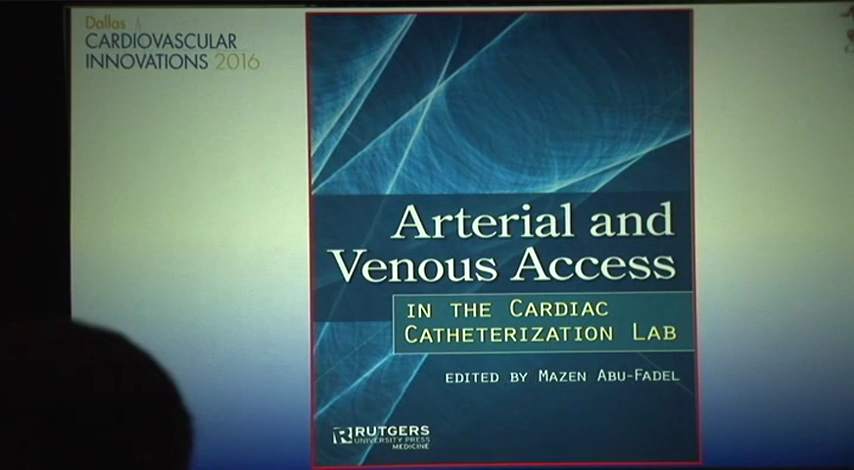 Dallas
CARDIOVASCULAR
INNOVATIONS 2016
Arterial and
Venous Access
IN THE CARDIAC
CATHETERIZATION LAB
EDITED BY MAZEN ABU-FADEL
RUTGERS
UNIVERSITY PRESS
MEDICINE